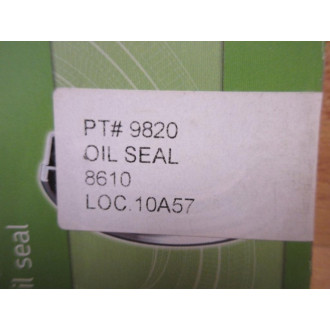 PT# 9820
OIL SEAL
8610
LOC.10A57
il seal